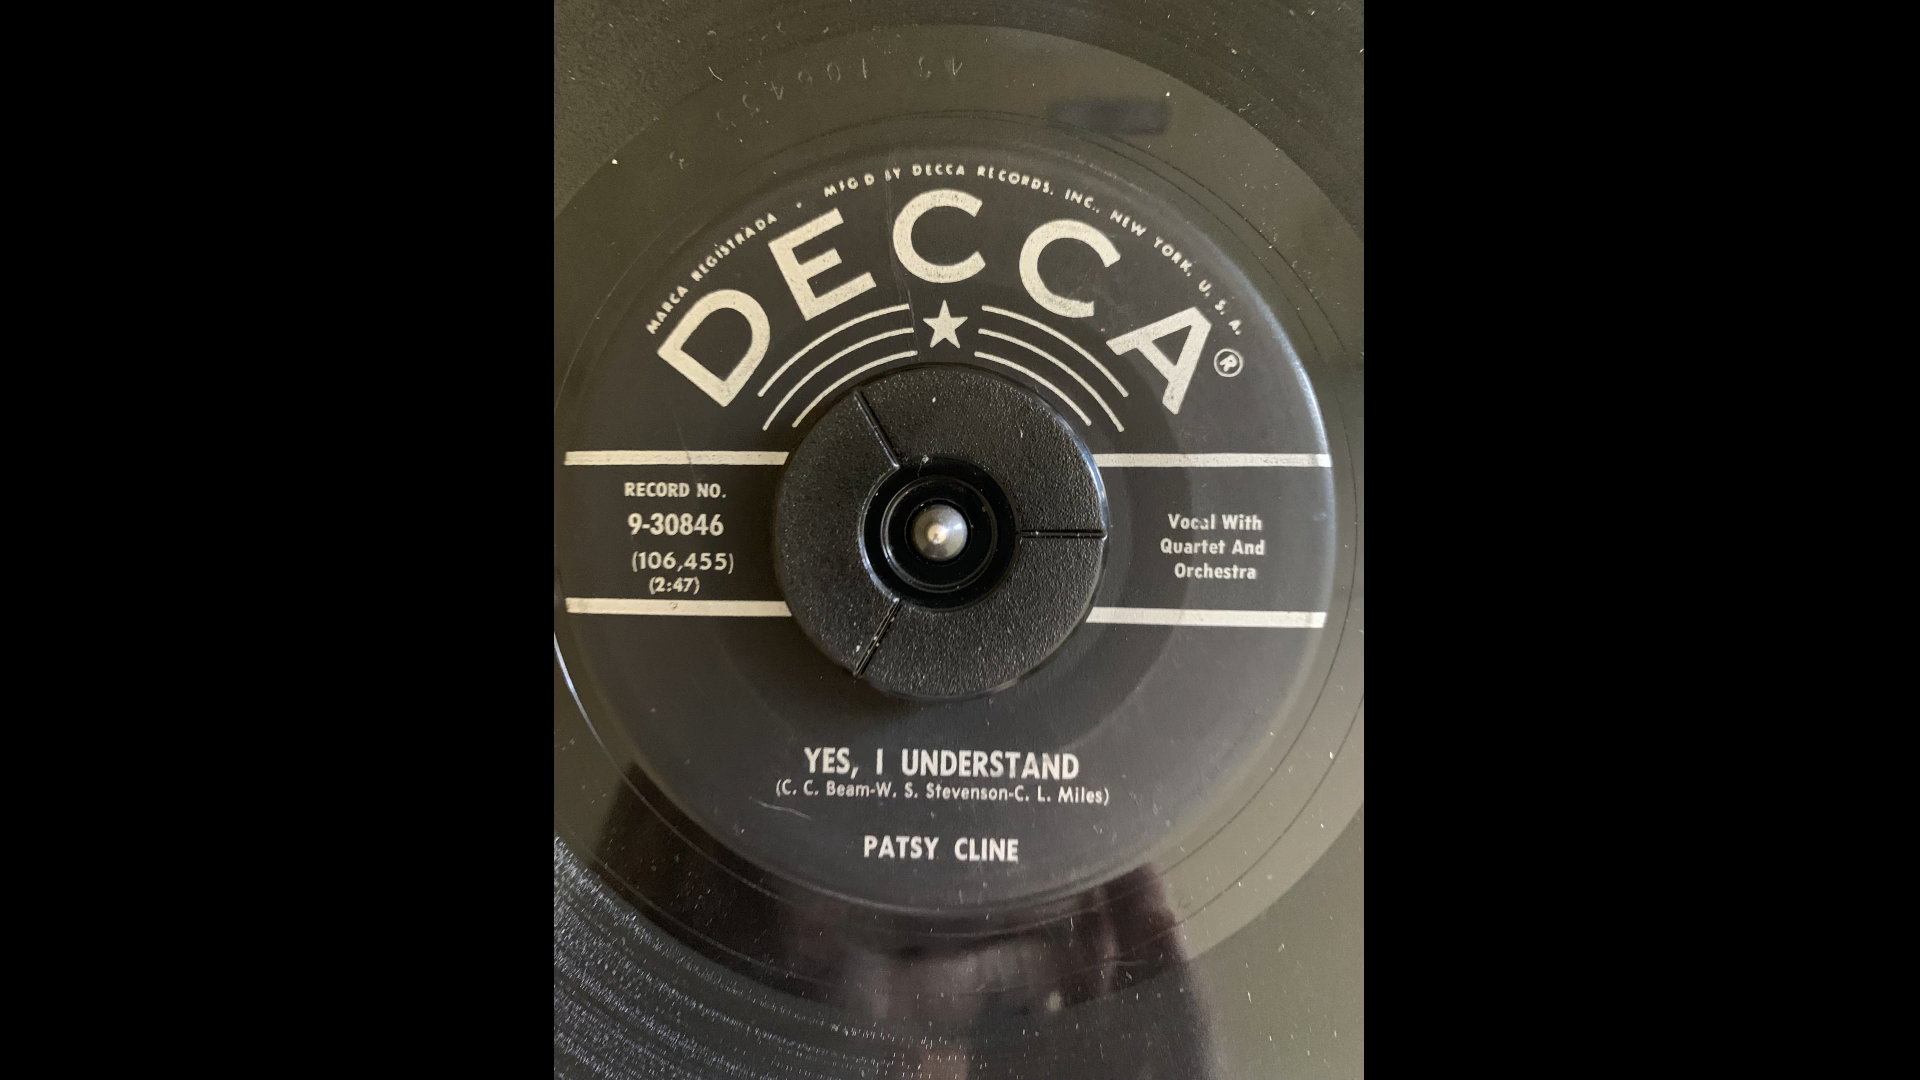 MARCA REGISTRADA • MFG'D BY DECCA RECORDS, INC., NEW YORK, U. S. A.
DECCA®
RECORD NO.
9-30846
(106,455)
(2:47)
Vocal With
Quartet And
Orchestra
YES, I UNDERSTAND
(C. C. Beam-W. S. Stevenson-C. L. Miles)
PATSY CLINE